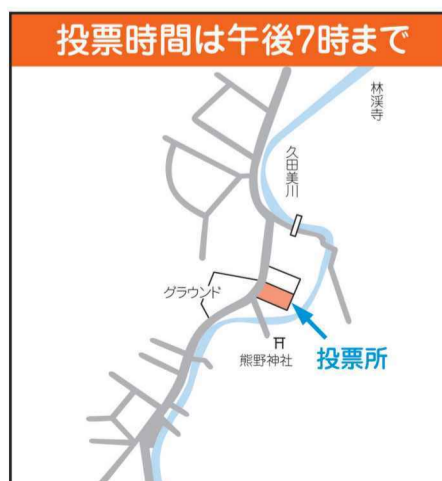 投票時間は午後7時まで
林渓寺
久田美川
グラウンド
熊野神社
投票所